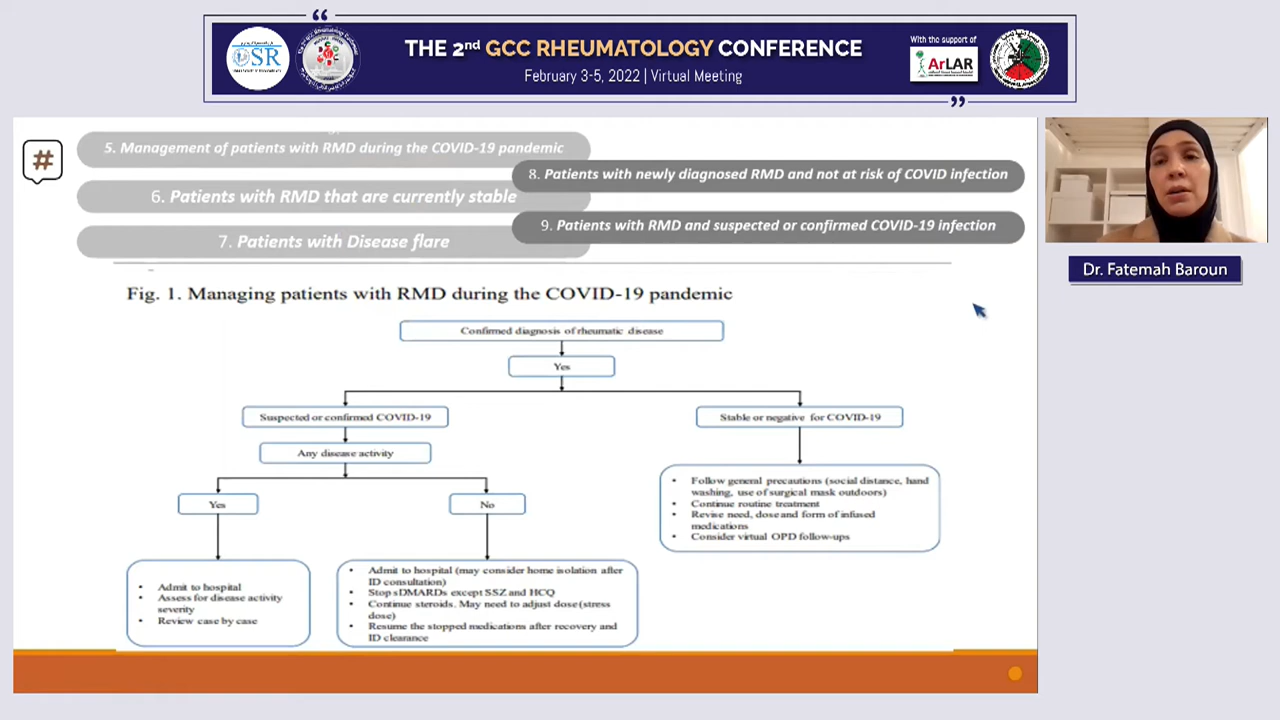 THE 2nd GCC RHEUMATOLOGY CONFERENCE
February 3-5, 2022 | Virtual Meeting
With the support of
OSR
ArLAR
#
5. Management of patients with RMD during the COVID-19 pandemic
6. Patients with RMD that are currently stable
7. Patients with Disease flare
8. Patients with newly diagnosed RMD and not at risk of COVID infection
9. Patients with RMD and suspected or confirmed COVID-19 infection
Dr. Fatemah Baroun
Fig. 1. Managing patients with RMD during the COVID-19 pandemic
Confirmed diagnosis of rheumatic disease
Yes
Suspected or confirmed COVID-19
Any disease activity
Yes
• Admit to hospital
• Assess for disease activity
severity
• Review case by case
No
• Admit to hospital (may consider home isolation after
ID consultation)
• Stop sDMARDs except SSZ and HCQ
• Continue steroids. May need to adjust dose (stress
dose)
• Resume the stopped medications after recovery and
ID clearance
Stable or negative for COVID-19
• Follow general precautions (social distance, hand
washing, use of surgical mask outdoors)
• Continue routine treatment
• Revise need, dose and form of infused
medications
• Consider virtual OPD follow-ups